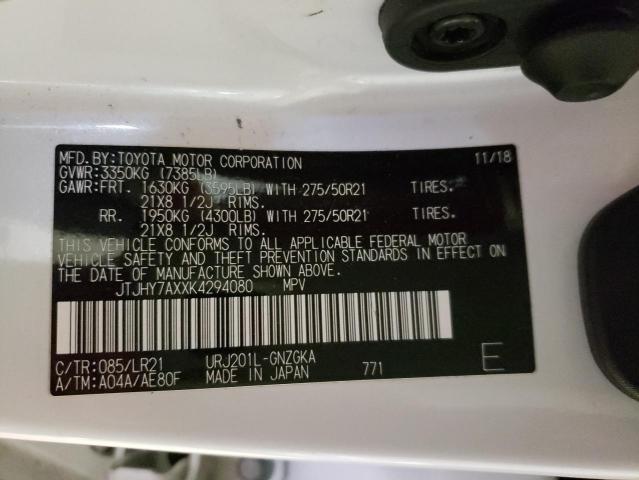 MFD.BY:TOYOTA MOTOR CORPORATION 11/18
GVWR:3350KG (7385LB)
GAWR:FRT. 1630KG (3595LB) WITH 275/50R21 TIRES.
21X8 1/2J RIMS.
RR. 1950KG (4300LB) WITH 275/50R21 TIRES.
21X8 1/2J RIMS.
THIS VEHICLE CONFORMS TO ALL APPLICABLE FEDERAL MOTOR
VEHICLE SAFETY AND THEFT PREVENTION STANDARDS IN EFFECT ON
THE DATE OF MANUFACTURE SHOWN ABOVE.
JTJHY7AXXK4294080 MPV
C/TR:085/LR21 URJ201L-GNZGKA
A/TM:A04A/AE80F MADE IN JAPAN 771 E